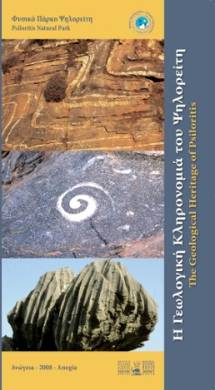 Φυσικό Πάρκο Ψηλορείτη
Psiloritis Natural Park
Η Γεωλογική Κληρονομιά του Ψηλορείτη
The Geological Heritage of Psiloritis
Ανώγεια - 2008 - Anogia